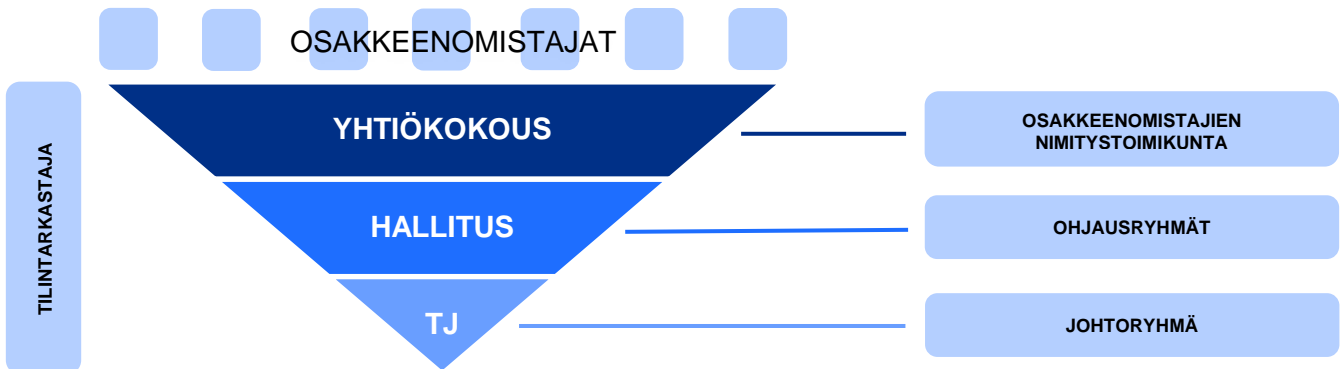 OSAKKEENOMISTAJAT
TILINTARKASTAJA
YHTIÖKOKOUS
OSAKKEENOMISTAJIEN
NIMITYSTOIMIKUNTA
HALLITUS
OHJAUSRYHMÄT
TJ
JOHTORYHMÄ